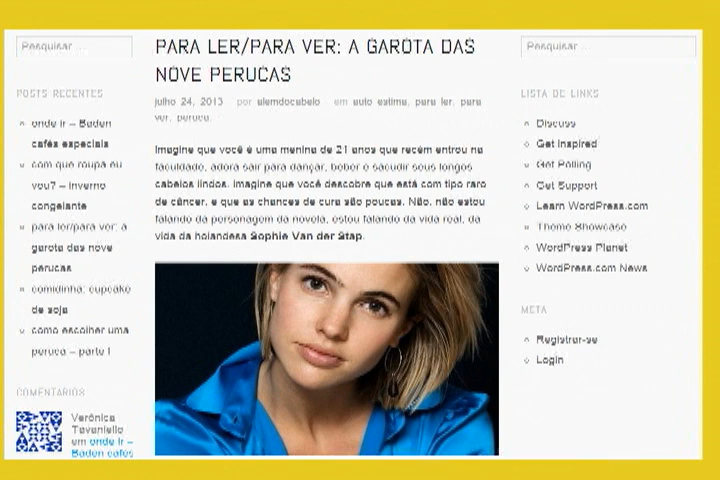 Pesquisar ...
POSTS RECENTES
onde ir – Baden
cafés especiais
com que roupa eu
vou? – inverno
congelante
para ler/para ver: a
garota das nove
perucas
comidinha: cupcake
de soja
como escolher uma
peruca – parte I
COMENTÁRIOS
Verônica
Tavaniello
em onde ir –
Baden cafés
PARA LER/PARA VER: A GAROTA DAS
NOVE PERUCAS
julho 24, 2013 por alemdocabelo em auto estima, para ler, para
ver, peruca.
Imagine que você é uma menina de 21 anos que recém entrou na
faculdade, adora sair para dançar, beber e sacudir seus longos
cabelos lindos. Imagine que você descobre que está com tipo raro
de câncer, e que as chances de cura são poucas. Não, não estou
falando da personagem da novela, estou falando da vida real, da
vida da holandesa Sophie Van der Stap.
Pesquisar ...
LISTA DE LINKS
Discuss
Get Inspired
Get Polling
Get Support
Learn WordPress.com
Theme Showcase
WordPress Planet
WordPress.com News
META
Registrar-se
Login